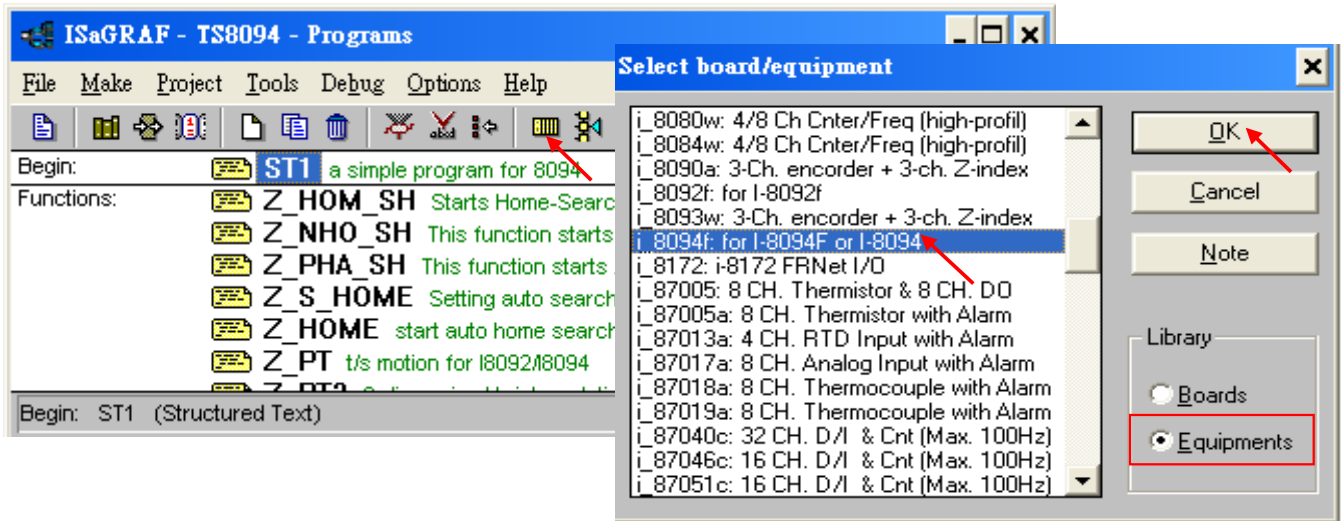 ISaGRAF - TS8094 - Programs
File Make Project Tools Debug Options Help
Begin: ST1 a simple program for 8094
Functions: Z_HOM_SH Starts Home-Searc
Z_NHO_SH This function starts
Z_PHA_SH This function starts
Z_S_HOME Setting auto search
Z_HOME start auto home search
Z_PT t/s motion for I8092/I8094
Begin: ST1 (Structured Text)
Select board/equipment
i_8080w: 4/8 Ch Cnter/Freq (high-profil)
i_8084w: 4/8 Ch Cnter/Freq (high-profil)
i_8090a: 3-Ch. encorder + 3-ch. Z-index
i_8092f: for I-8092f
i_8093w: 3-Ch. encorder + 3-ch. Z-index
i_8094f: for I-8094F or I-8094
i_8172: i-8172 FRNet I/O
i_87005: 8 CH. Thermistor & 8 CH. DO
i_87005a: 8 CH. Thermistor with Alarm
i_87013a: 4 CH. RTD Input with Alarm
i_87017a: 8 CH. Analog Input with Alarm
i_87018a: 8 CH. Thermocouple with Alarm
i_87019a: 8 CH. Thermocouple with Alarm
i_87040c: 32 CH. D/I & Cnt (Max. 100Hz)
i_87046c: 16 CH. D/I & Cnt (Max. 100Hz)
i_87051c: 16 CH. D/I & Cnt (Max. 100Hz)
OK
Cancel
Note
Library
Boards
Equipments